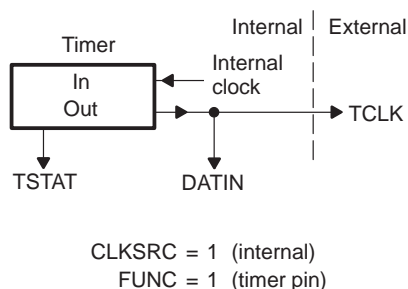 Internal External
Timer
Internal
clock
In
Out
TCLK
TSTAT
DATIN
CLKSRC = 1 (internal)
FUNC = 1 (timer pin)